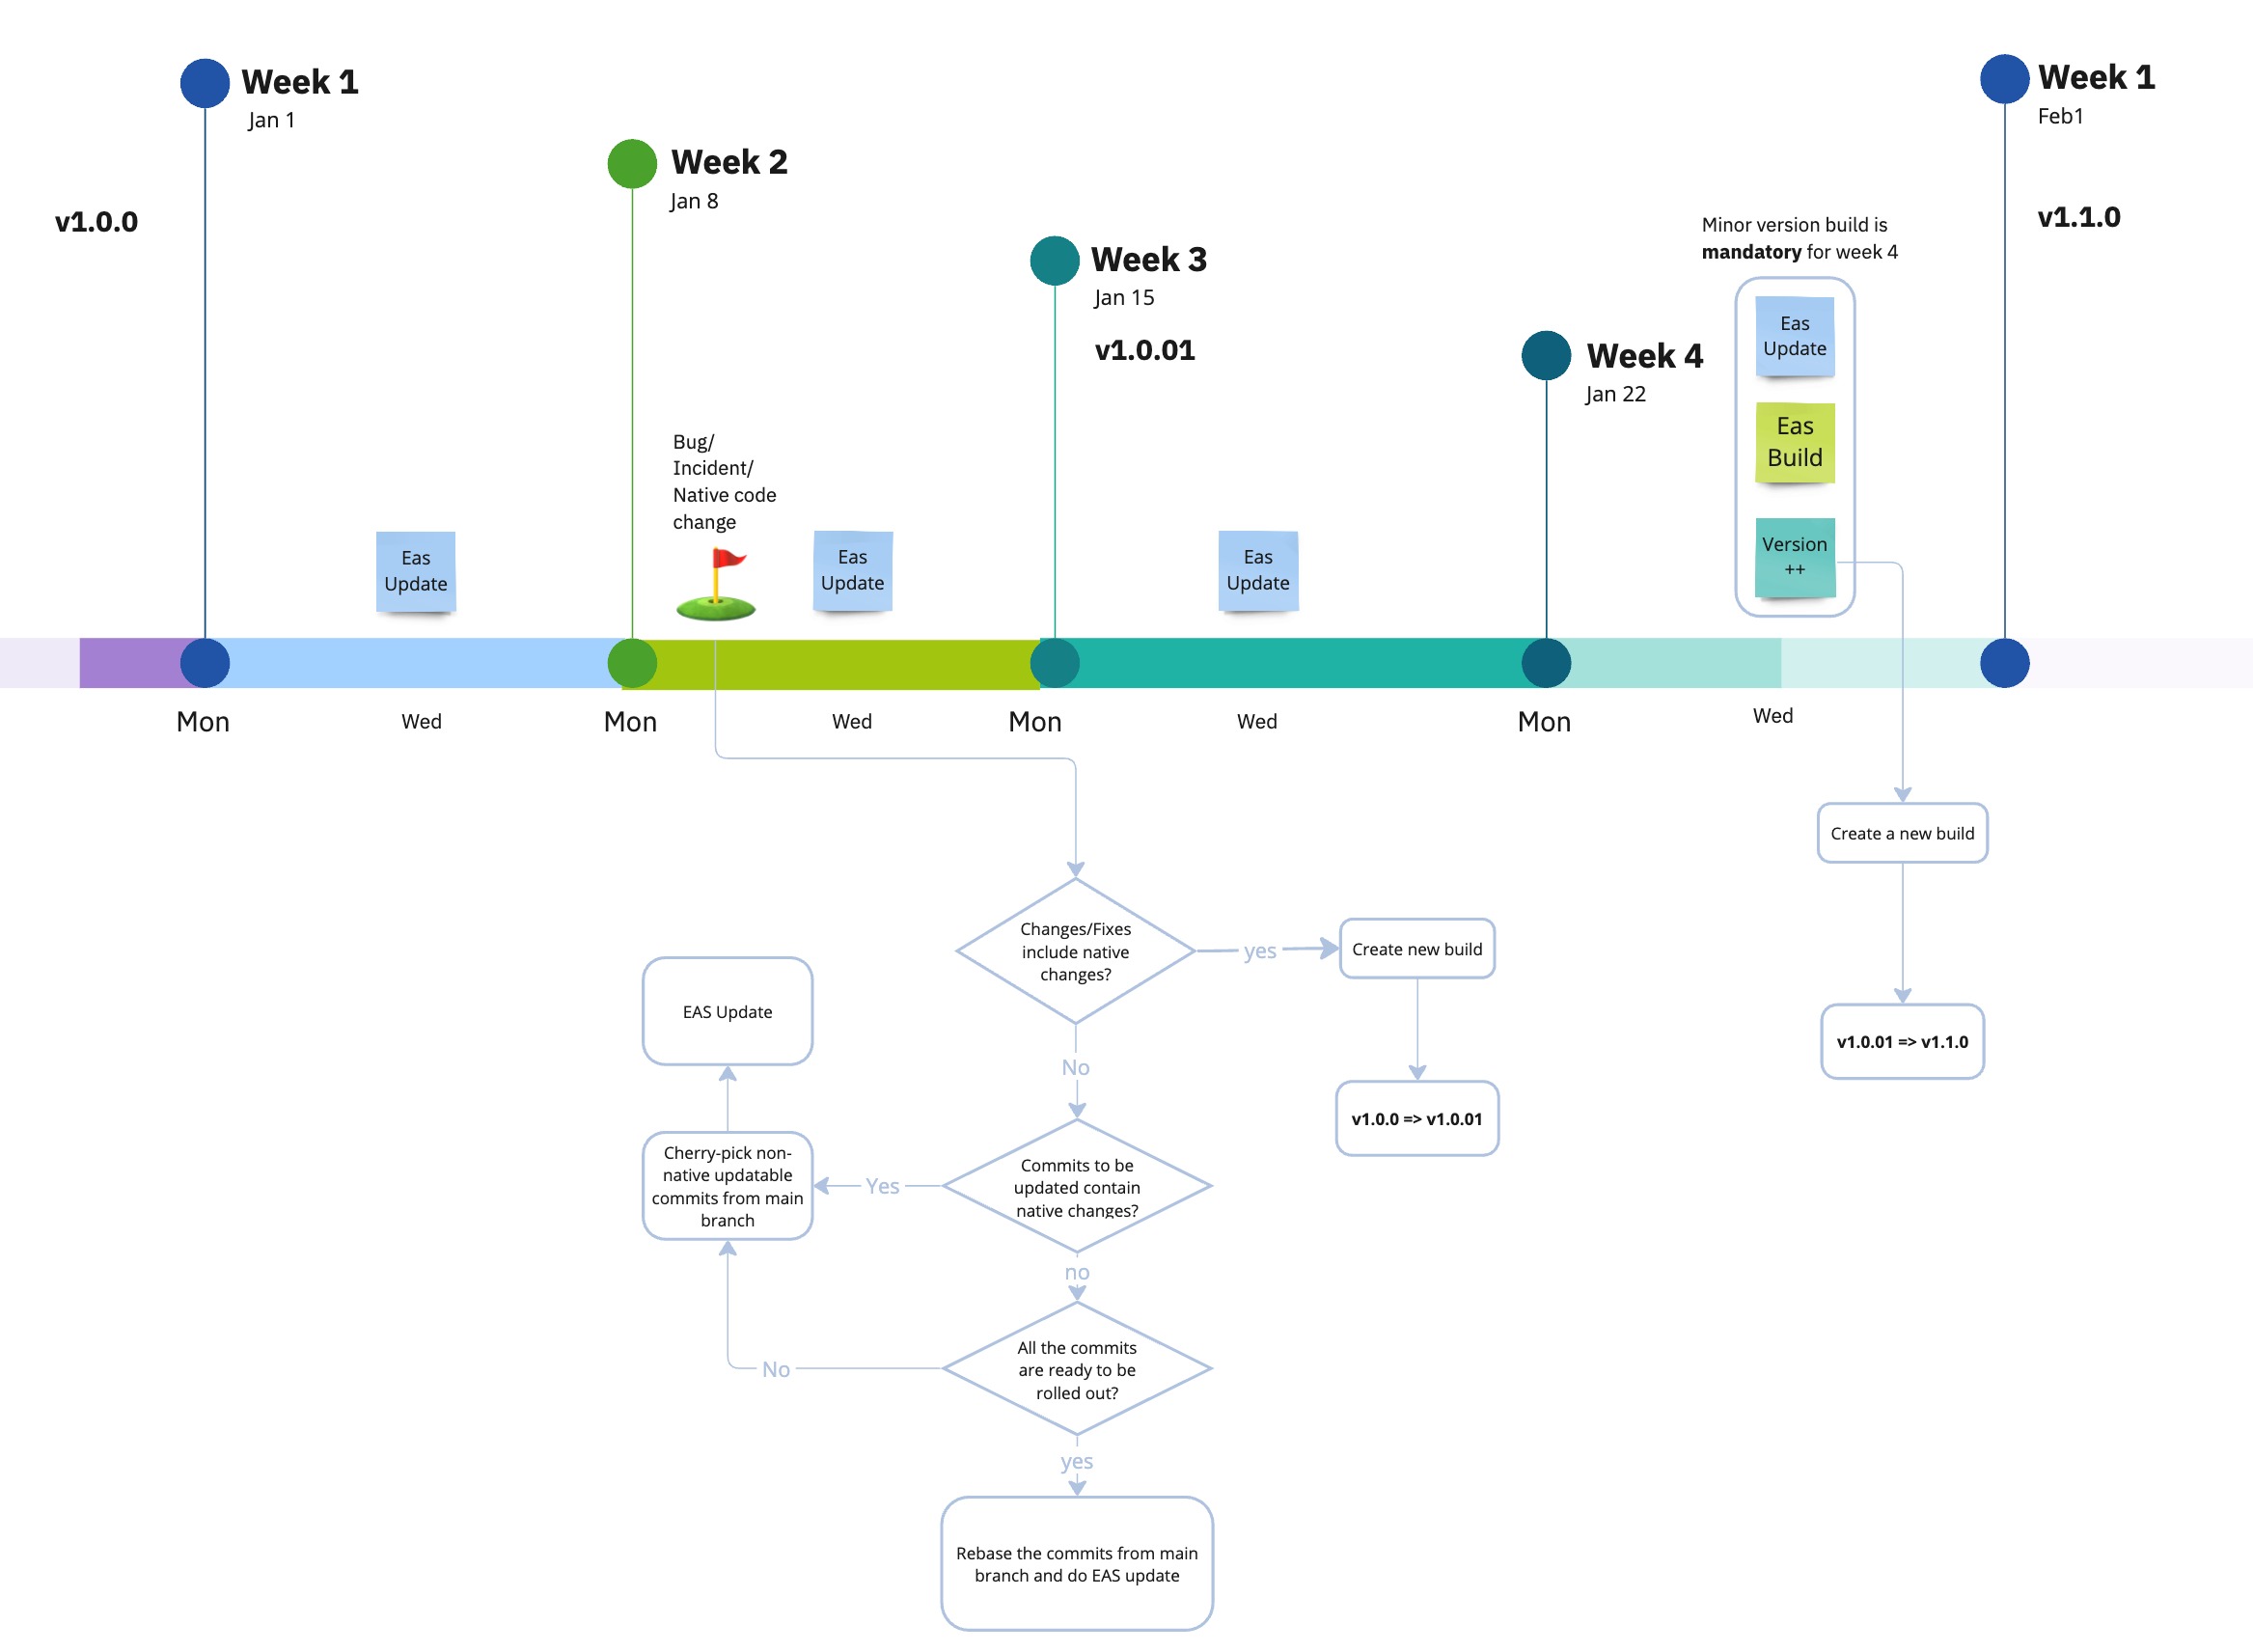 Week 1
Jan 1
v1.0.0
Week 2
Jan 8
Week 3
Jan 15
v1.0.01
Week 4
Jan 22
Week 1
Feb1
v1.1.0
Minor version build is
mandatory for week 4
Eas
Update
Eas
Build
Version
++
Bug/
Incident/
Native code
change
Eas
Update
Eas
Update
Eas
Update
Mon
Wed
Mon
Wed
Mon
Wed
Mon
Wed
Create a new build
v1.0.01 => v1.1.0
Changes/Fixes
include native
changes?
yes
Create new build
v1.0.0 => v1.0.01
No
EAS Update
Commits to be
updated contain
native changes?
Yes
Cherry-pick non-
native updatable
commits from main
branch
no
All the commits
are ready to be
rolled out?
No
yes
Rebase the commits from main
branch and do EAS update